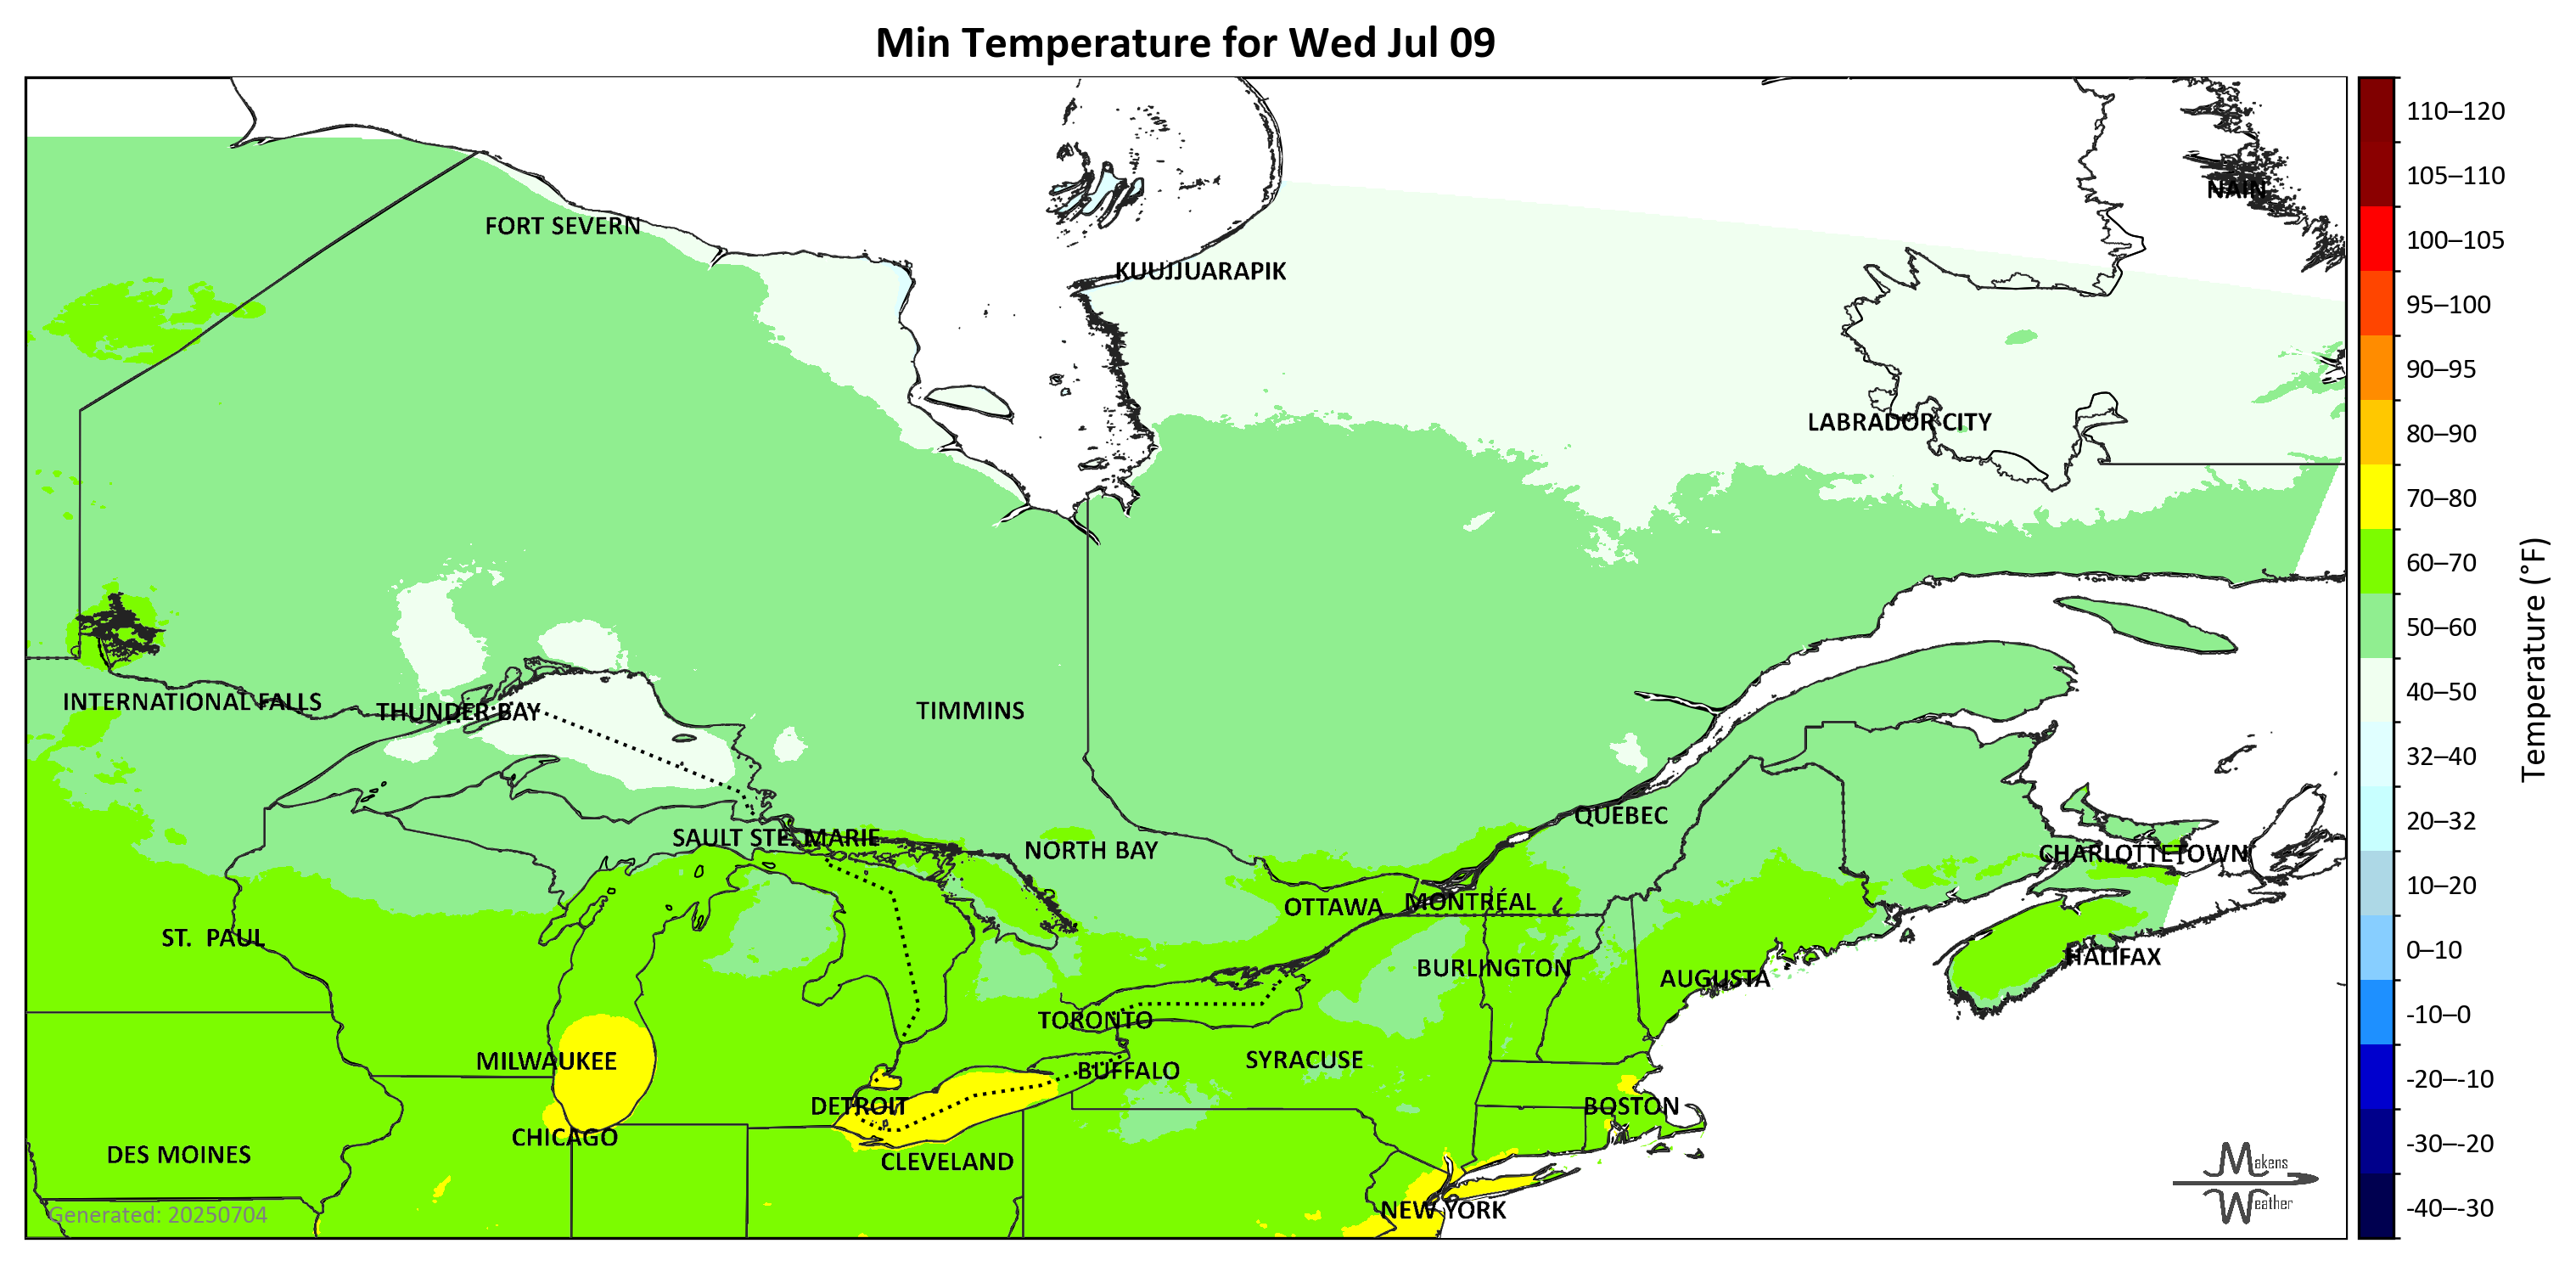 Min Temperature for Wed Jul 09
110–120
105–110
NAIN
FORT SEVERN
100–105
KUUJJUARAPIK
95–100
90–95
LABRADOR CITY
80–90
70–80
60–70
50–60
Temperature (°F)
40–50
INTERNATIONAL FALLS
THUNDER BAY
TIMMINS
32–40
QUÉBEC
20–32
SAULT STE. MARIE
NORTH BAY
CHARLOTTETOWN
10–20
OTTAWA
MONTRÉAL
ST.  PAUL
0–10
HALIFAX
BURLINGTON
AUGUSTA
-10–0
TORONTO
MILWAUKEE
SYRACUSE
BUFFALO
-20–-10
DETROIT
BOSTON
CHICAGO
-30–-20
DES MOINES
CLEVELAND
Makens
Weather
NEW YORK
-40–-30
Generated: 20250704